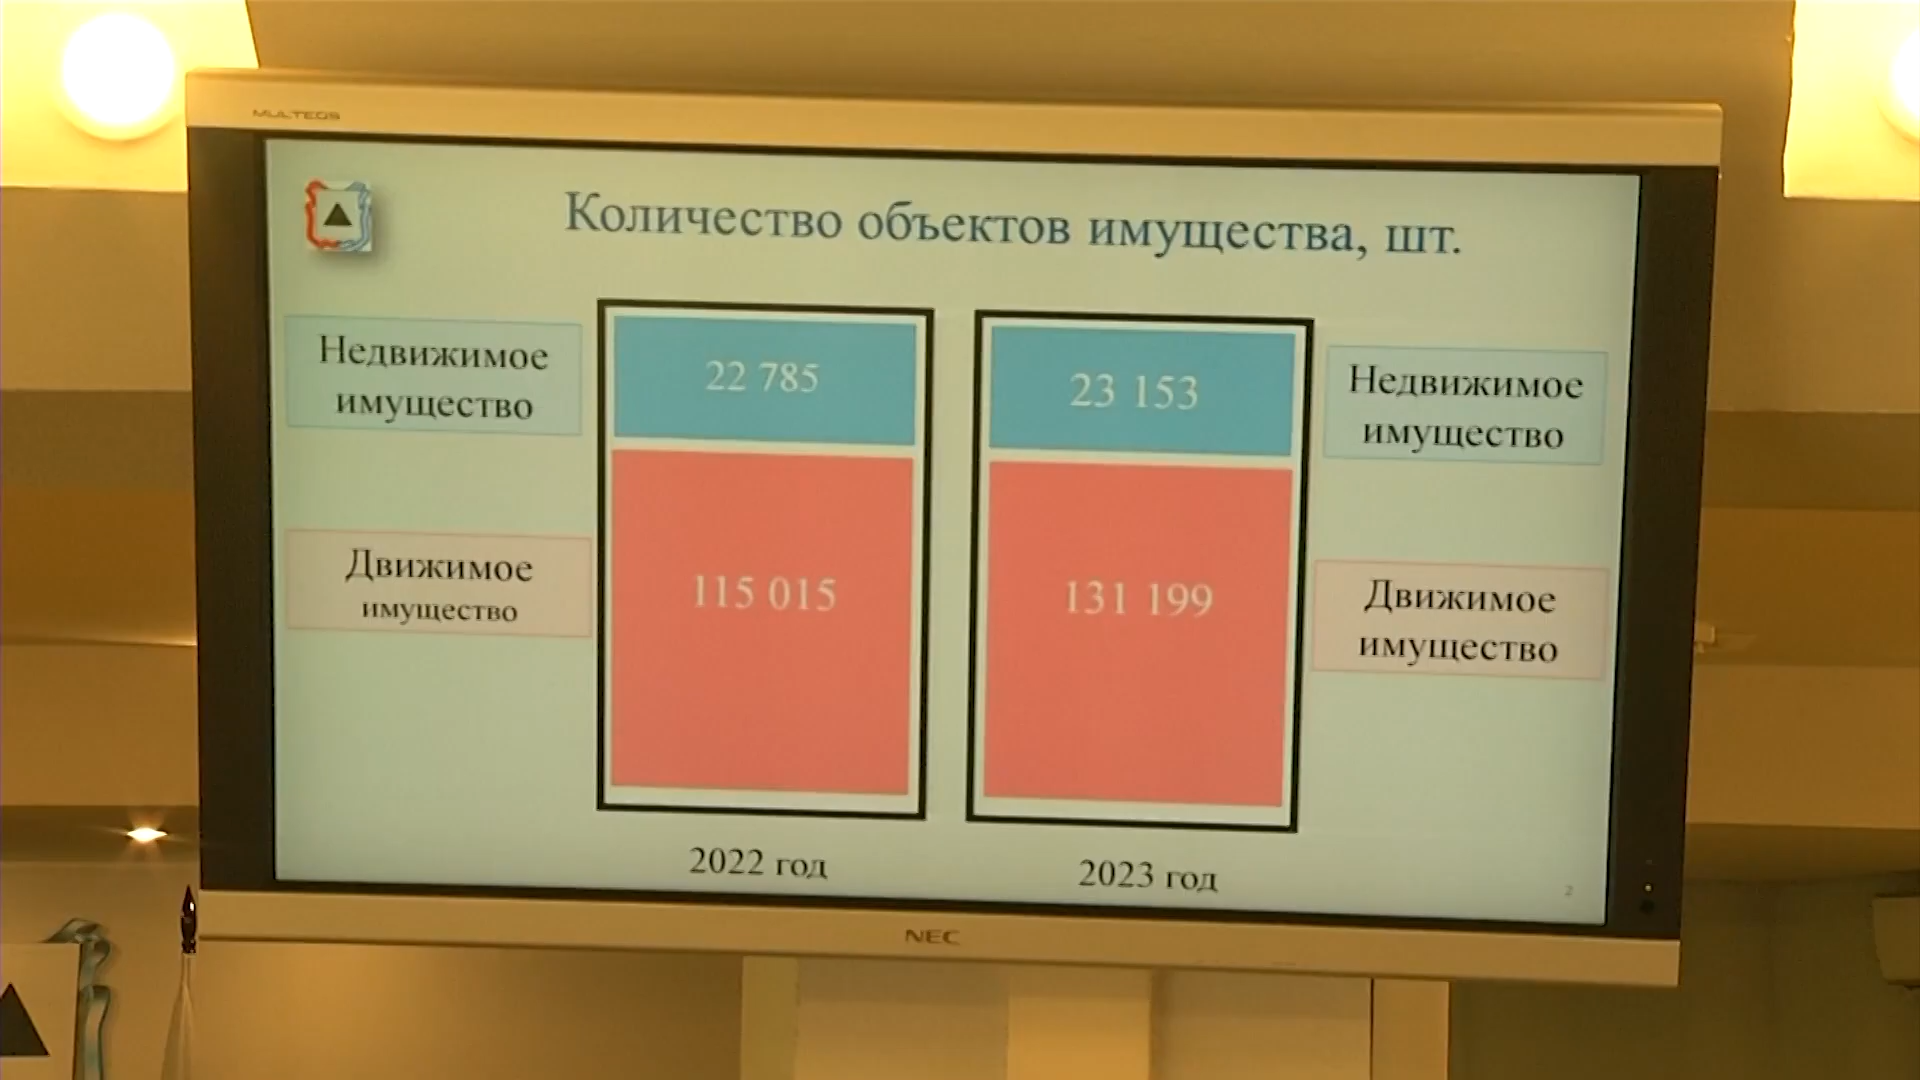 MULTEOS
Количество объектов имущества, шт.
Недвижимое
имущество
22 785
23 153
Недвижимое
имущество
Движимое
имущество
115 015
131 199
Движимое
имущество
2022 год
2023 год
2
NEC